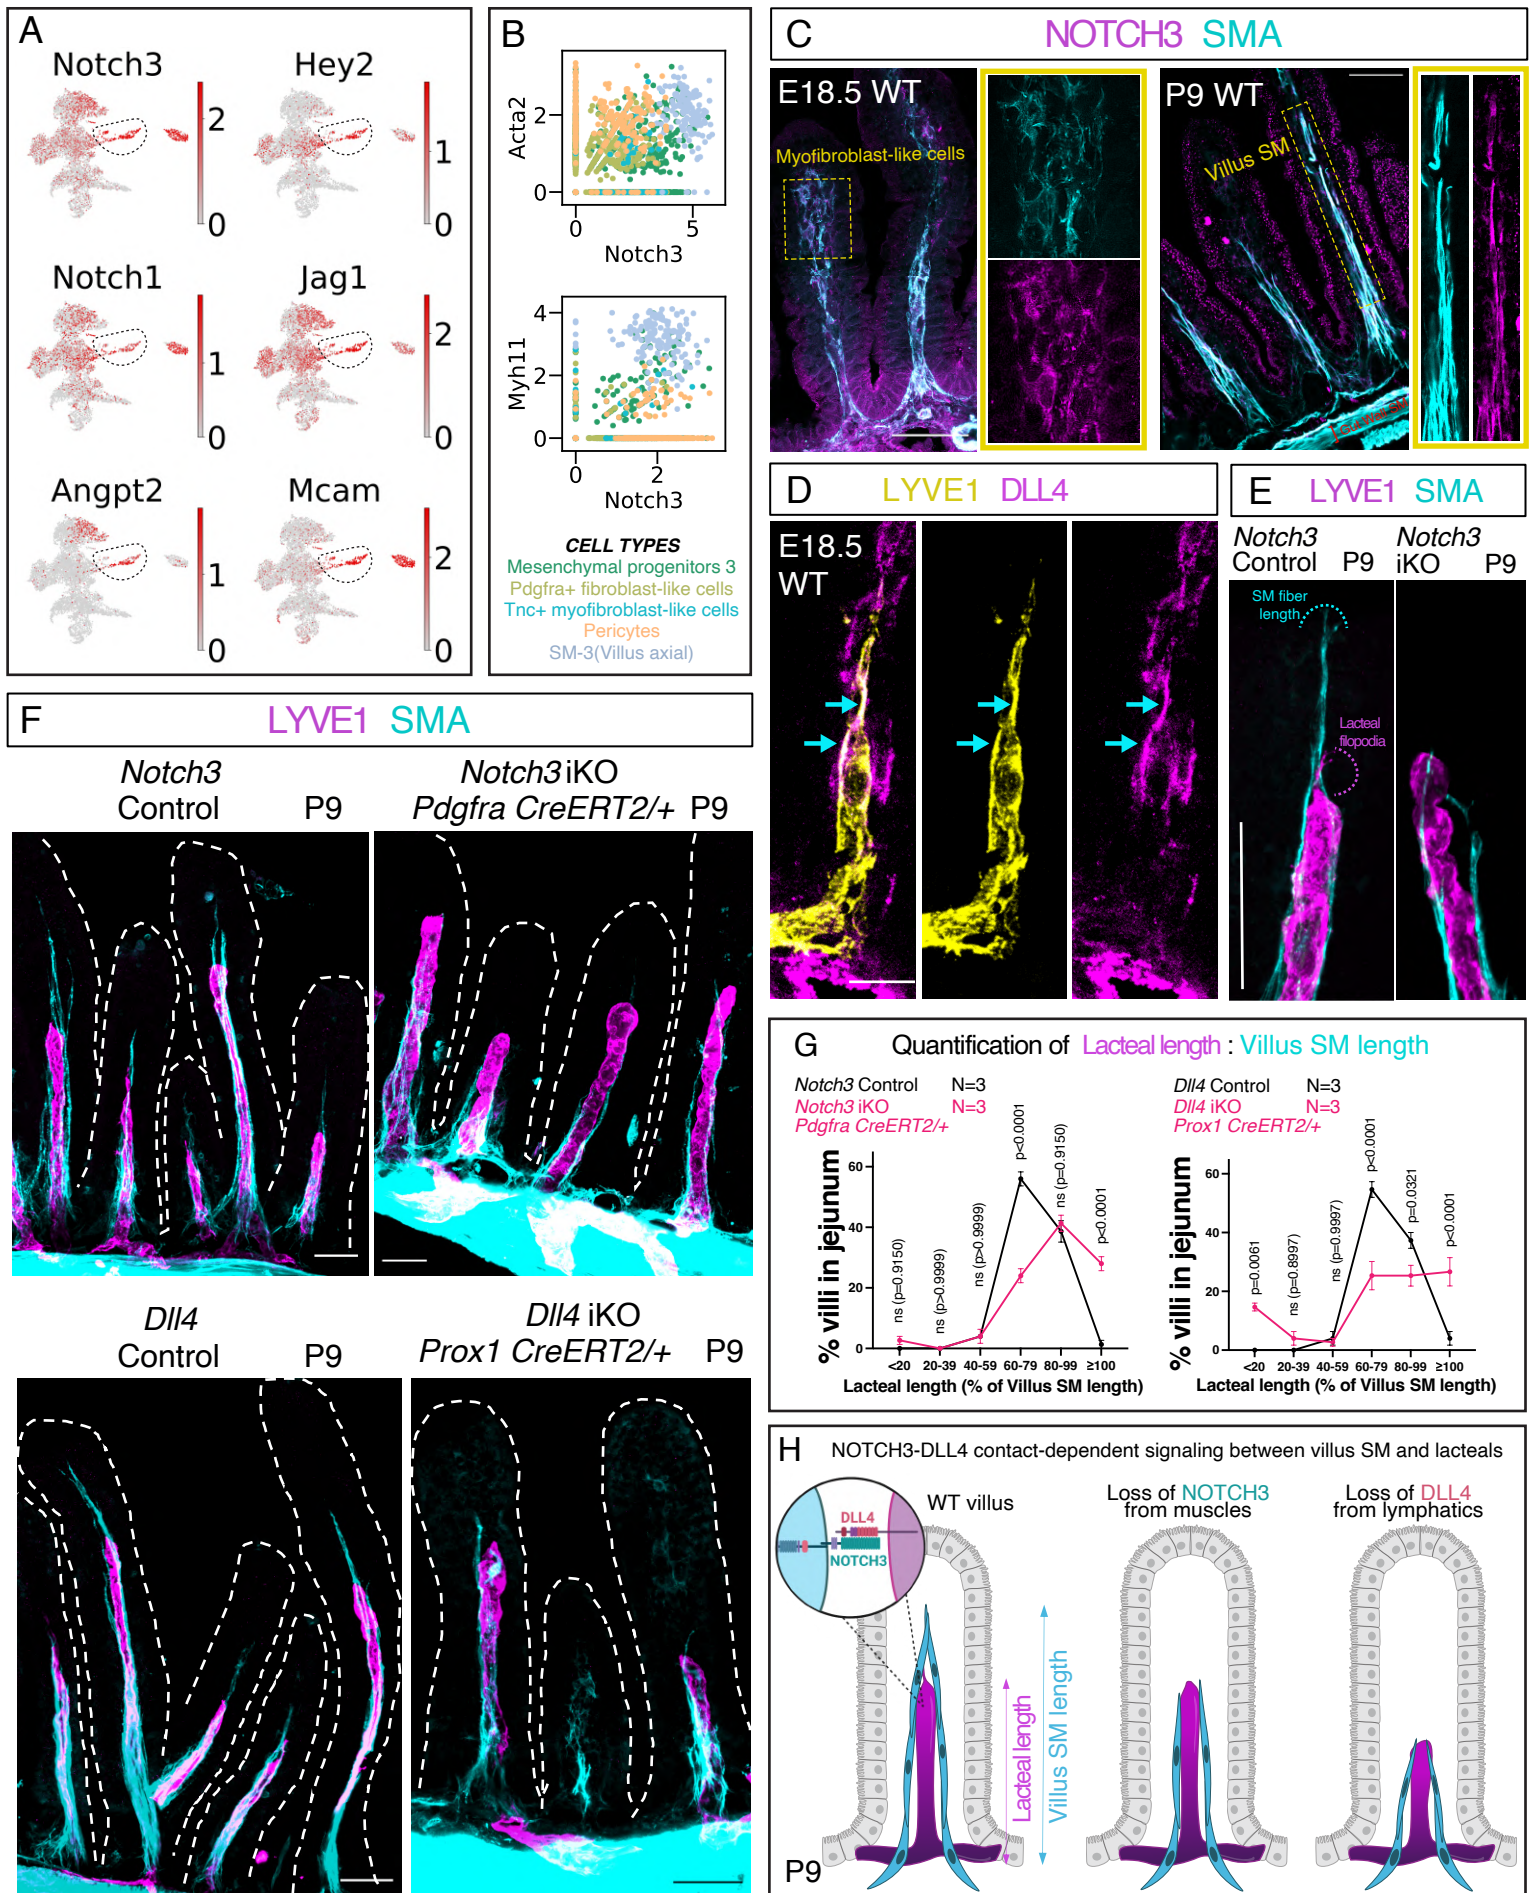 A
Notch3
2
0
Hey2
1
0
Notch1
1
0
Jag1
2
0
Angpt2
1
0
Mcam
2
0
B
Acta2
2
0
0
5
Notch3
Myh11
4
2
0
0
2
Notch3
CELL TYPES
Mesenchymal progenitors 3
Pdgfra+ fibroblast-like cells
Tnc+ myofibroblast-like cells
Pericytes
SM-3(Villus axial)
C
NOTCH3 SMA
E18.5 WT
Myofibroblast-like cells
P9 WT
Villus SM
Gut Wall SM
D
LYVE1 DLL4
E18.5
WT
E
LYVE1 SMA
Notch3
Control P9
Notch3
iKO P9
SM fiber
length
Lacteal
filopodia
F
LYVE1 SMA
Notch3
Control P9
Notch3 iKO
Pdgfra CreERT2/+ P9
Dll4
Control P9
Dll4 iKO
Prox1 CreERT2/+ P9
G
Quantification of Lacteal length : Villus SM length
Notch3 Control N=3
Notch3 iKO N=3
Pdgfra CreERT2/+
% villi in jejunum
60
40
20
0
ns (p=0.9150)
ns (p>0.9999)
ns (p>0.9999)
p<0.0001
ns (p=0.9150)
p<0.0001
<20 20-39 40-59 60-79 80-99 ≥100
Lacteal length (% of Villus SM length)
Dll4 Control N=3
Dll4 iKO N=3
Prox1 CreERT2/+
% villi in jejunum
60
40
20
0
p=0.0061
ns (p=0.8997)
ns (p=0.9997)
p<0.0001
p=0.0321
p<0.0001
<20 20-39 40-59 60-79 80-99 ≥100
Lacteal length (% of Villus SM length)
H
NOTCH3-DLL4 contact-dependent signaling between villus SM and lacteals
DLL4
NOTCH3
WT villus
Lacteal length
Villus SM length
Loss of NOTCH3
from muscles
Loss of DLL4
from lymphatics
P9